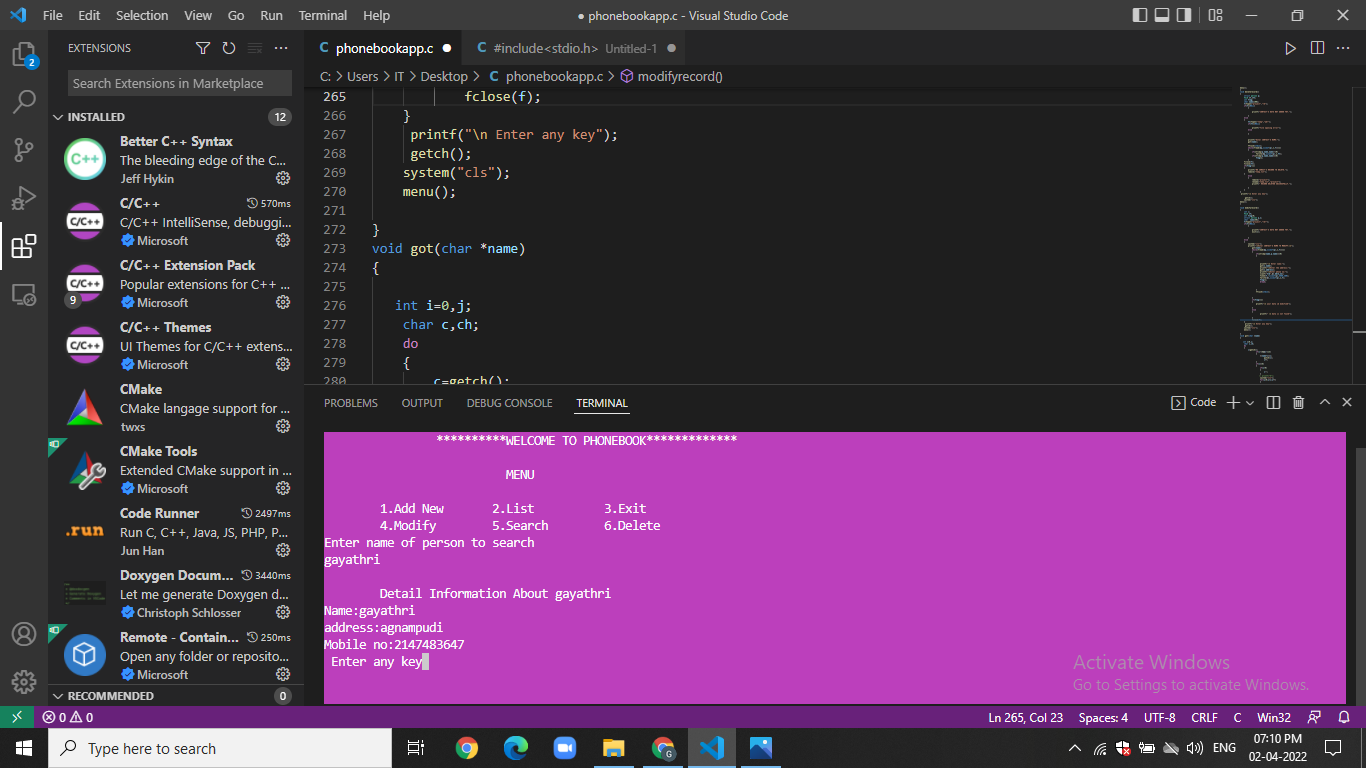 File Edit Selection View Go Run Terminal Help
● phonebookapp.c - Visual Studio Code
EXTENSIONS
Search Extensions in Marketplace
INSTALLED 12
Better C++ Syntax
The bleeding edge of the C...
Jeff Hykin
C/C++ 570ms
C/C++ IntelliSense, debuggi...
Microsoft
C/C++ Extension Pack
Popular extensions for C++ ...
9 Microsoft
C/C++ Themes
UI Themes for C/C++ extens...
Microsoft
CMake
CMake langage support for ...
twxs
CMake Tools
Extended CMake support in ...
Microsoft
Code Runner 2497ms
Run C, C++, Java, JS, PHP, P...
Jun Han
Doxygen Docum... 3440ms
Let me generate Doxygen d...
Christoph Schlosser
Remote - Contain... 250ms
Open any folder or reposito...
Microsoft
RECOMMENDED 0
C phonebookapp.c ●
C #include<stdio.h> Untitled-1 ●
C: > Users > IT > Desktop > C phonebookapp.c > modifyrecord()
265 fclose(f);
266 }
267 printf("\n Enter any key");
268 getch();
269 system("cls");
270 menu();
271
272 }
273 void got(char *name)
274 {
275
276 int i=0,j;
277 char c,ch;
278 do
279 {
280 c=getch();
PROBLEMS OUTPUT DEBUG CONSOLE TERMINAL
Code
**********WELCOME TO PHONEBOOK*************
MENU
1.Add New 2.List 3.Exit
4.Modify 5.Search 6.Delete
Enter name of person to search
gayathri
Detail Information About gayathri
Name:gayathri
address:agnampudi
Mobile no:2147483647
Enter any key
Activate Windows
Go to Settings to activate Windows.
0 0
Ln 265, Col 23 Spaces: 4 UTF-8 CRLF C Win32
Type here to search
ENG
07:10 PM
02-04-2022